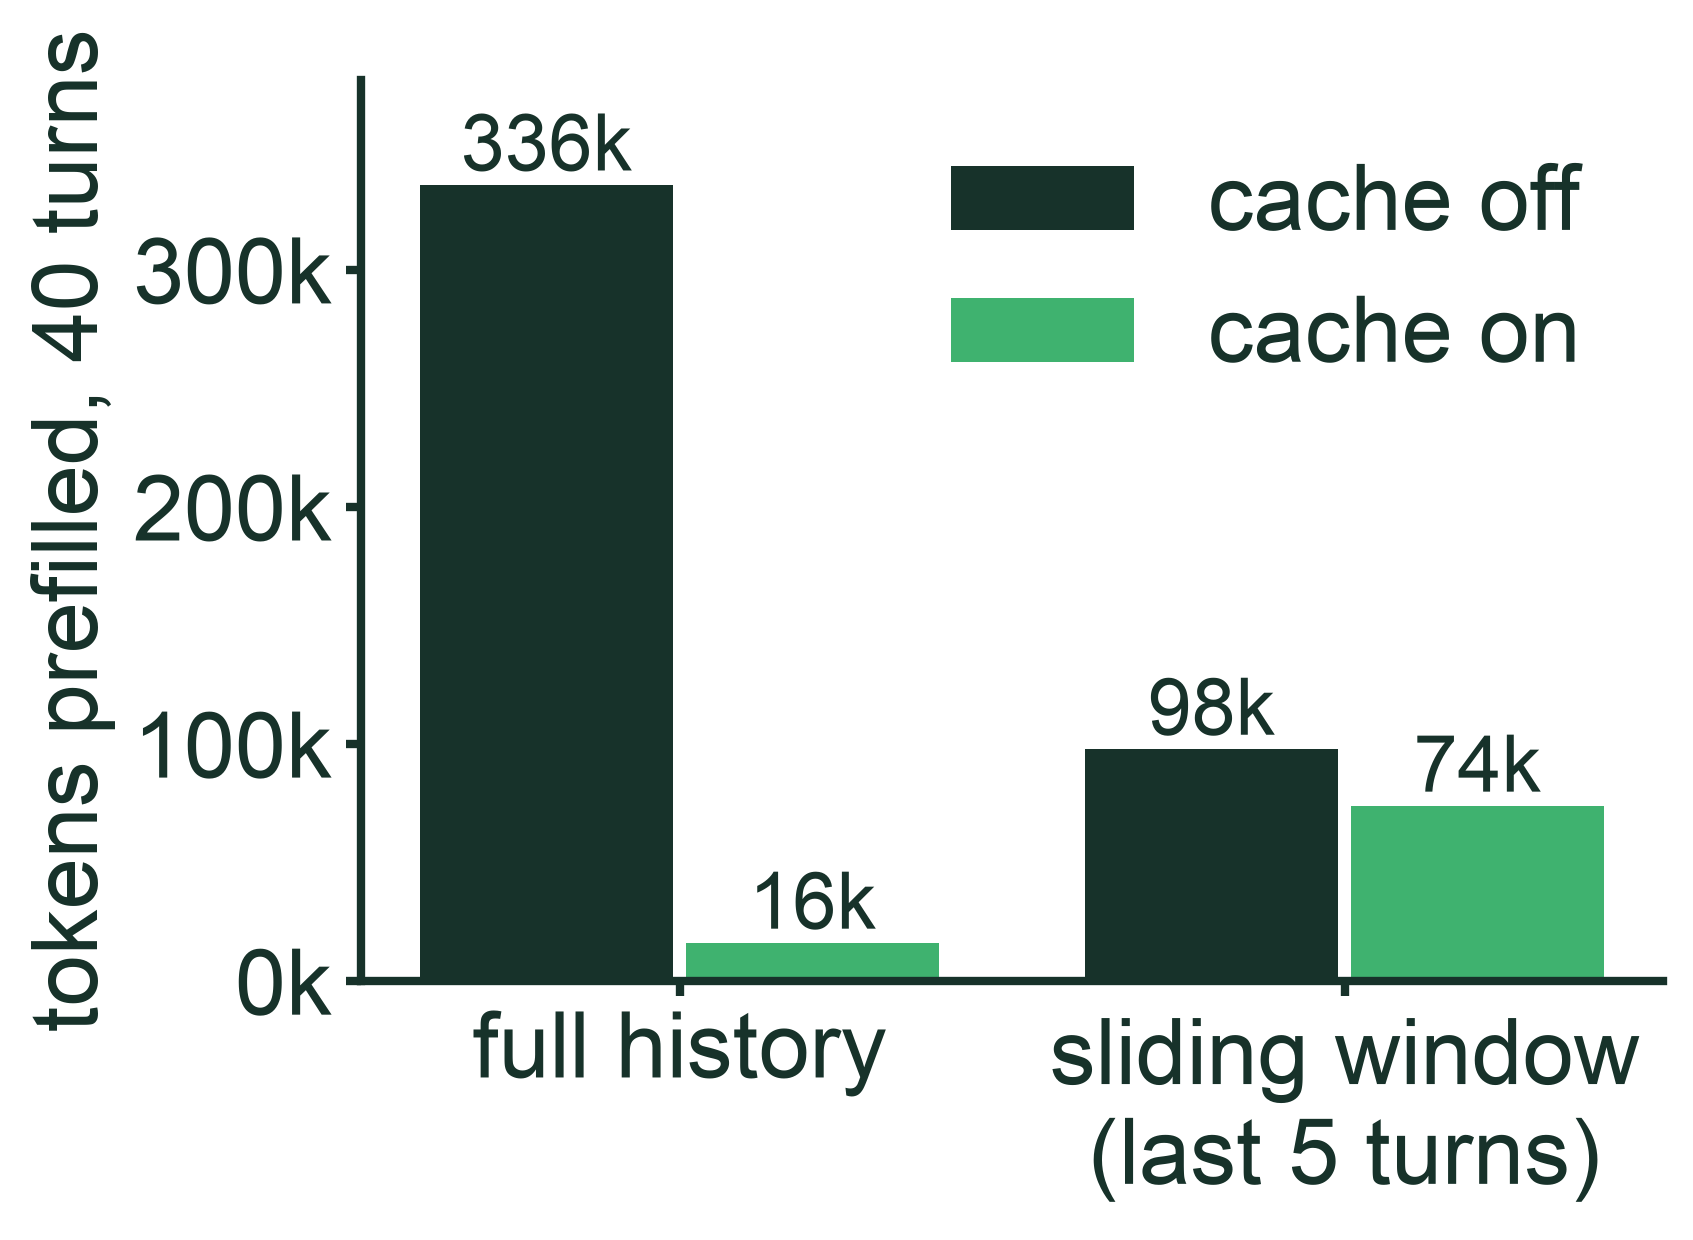 tokens prefilled, 40 turns
300k
200k
100k
0k
336k
16k
98k
74k
cache off
cache on
full history
sliding window
(last 5 turns)